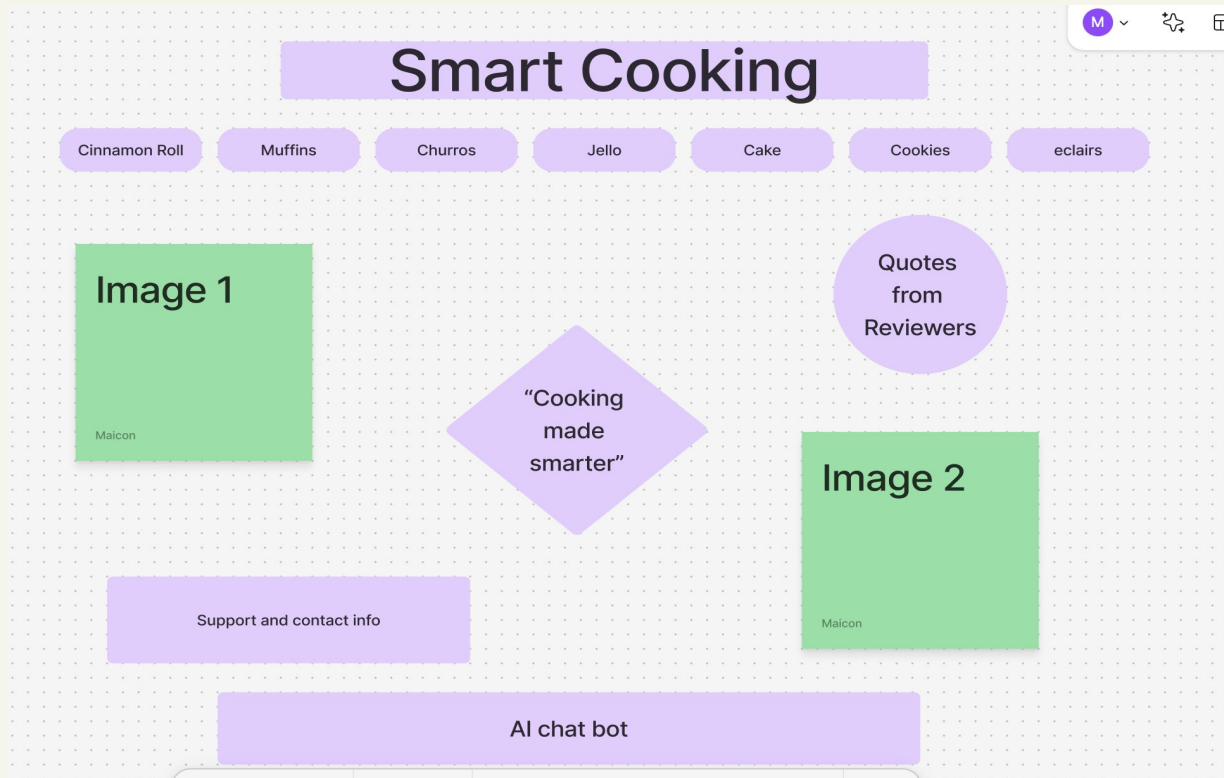 M
Smart Cooking
Cinnamon Roll
Muffins
Churros
Jello
Cake
Cookies
eclairs
Image 1
Maicon
“Cooking
made
smarter”
Quotes
from
Reviewers
Image 2
Maicon
Support and contact info
AI chat bot